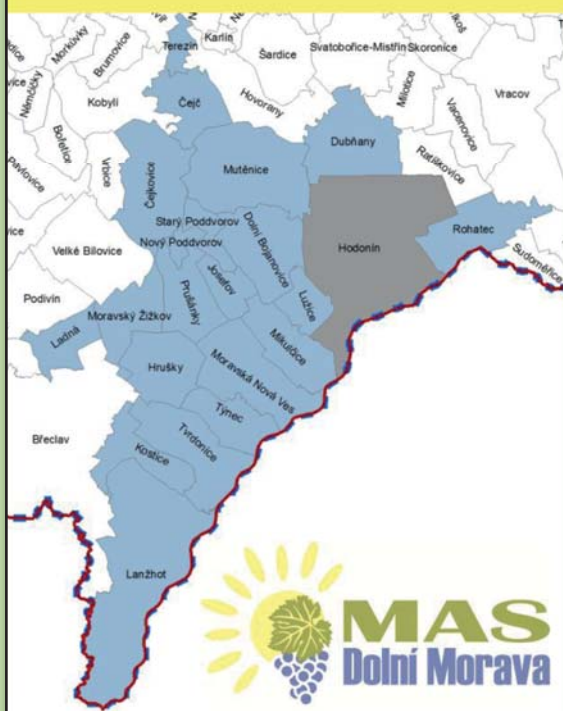 Terezín
Karlín
Morkůvky
Brumovice
Šardice
Svatobořice-Mistřín
Skoronice
Němčičky
Kobylí
Čejč
Hovorany
Milotice
Vacenovice
Vracov
Bořetice
Dubňany
Ratíškovice
Pavlovice
Vrbice
Čejkovice
Mutěnice
Starý Poddvorov
Dolní Bojanovice
Rohatec
Velké Bílovice
Nový Poddvorov
Josefov
Hodonín
Sudoměřice
Podivín
Prušánky
Lužice
Moravský Žižkov
Ladná
Mikulčice
Hrušky
Moravská Nová Ves
Týnec
Břeclav
Tvrdonice
Kostice
Lanžhot
MAS
Dolní Morava